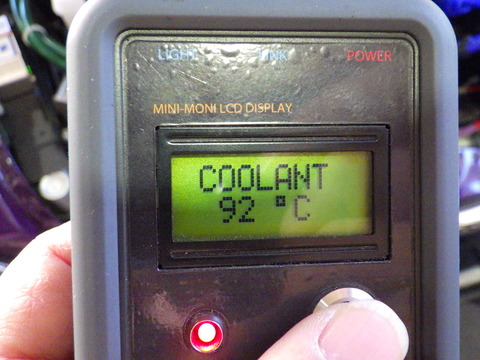 LIGHT LINK POWER
MINI-MONI LCD DISPLAY
COOLANT
92 °C